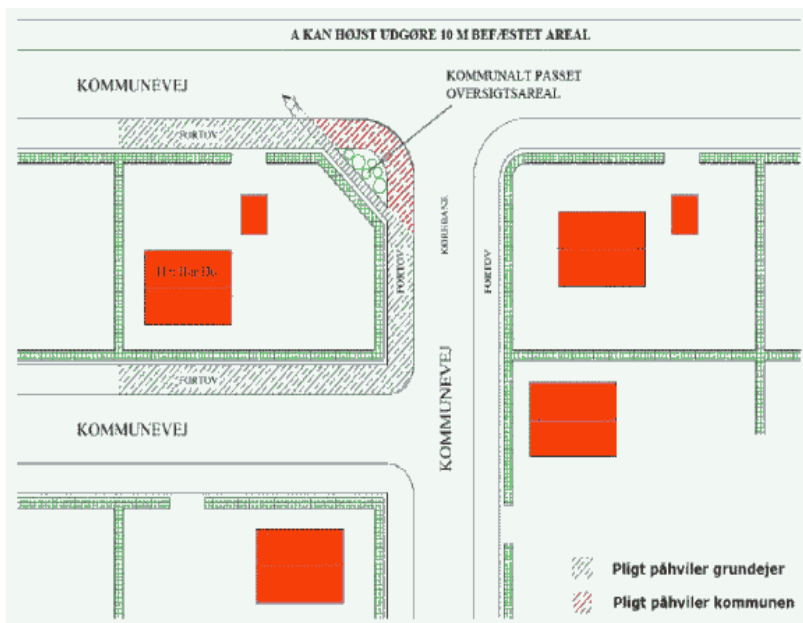 A KAN HØJST UDGØRE 10 M BEFÆSTET AREAL
KOMMUNEVEJ
KOMMUNALT PASSET
OVERSIGTSAREAL
FORTOV
KØREBANE
FORTOV
FORTOV
KOMMUNEVEJ
FORTOV
KOMMUNEVEJ
Pligt påhviler grundejer
Pligt påhviler kommunen